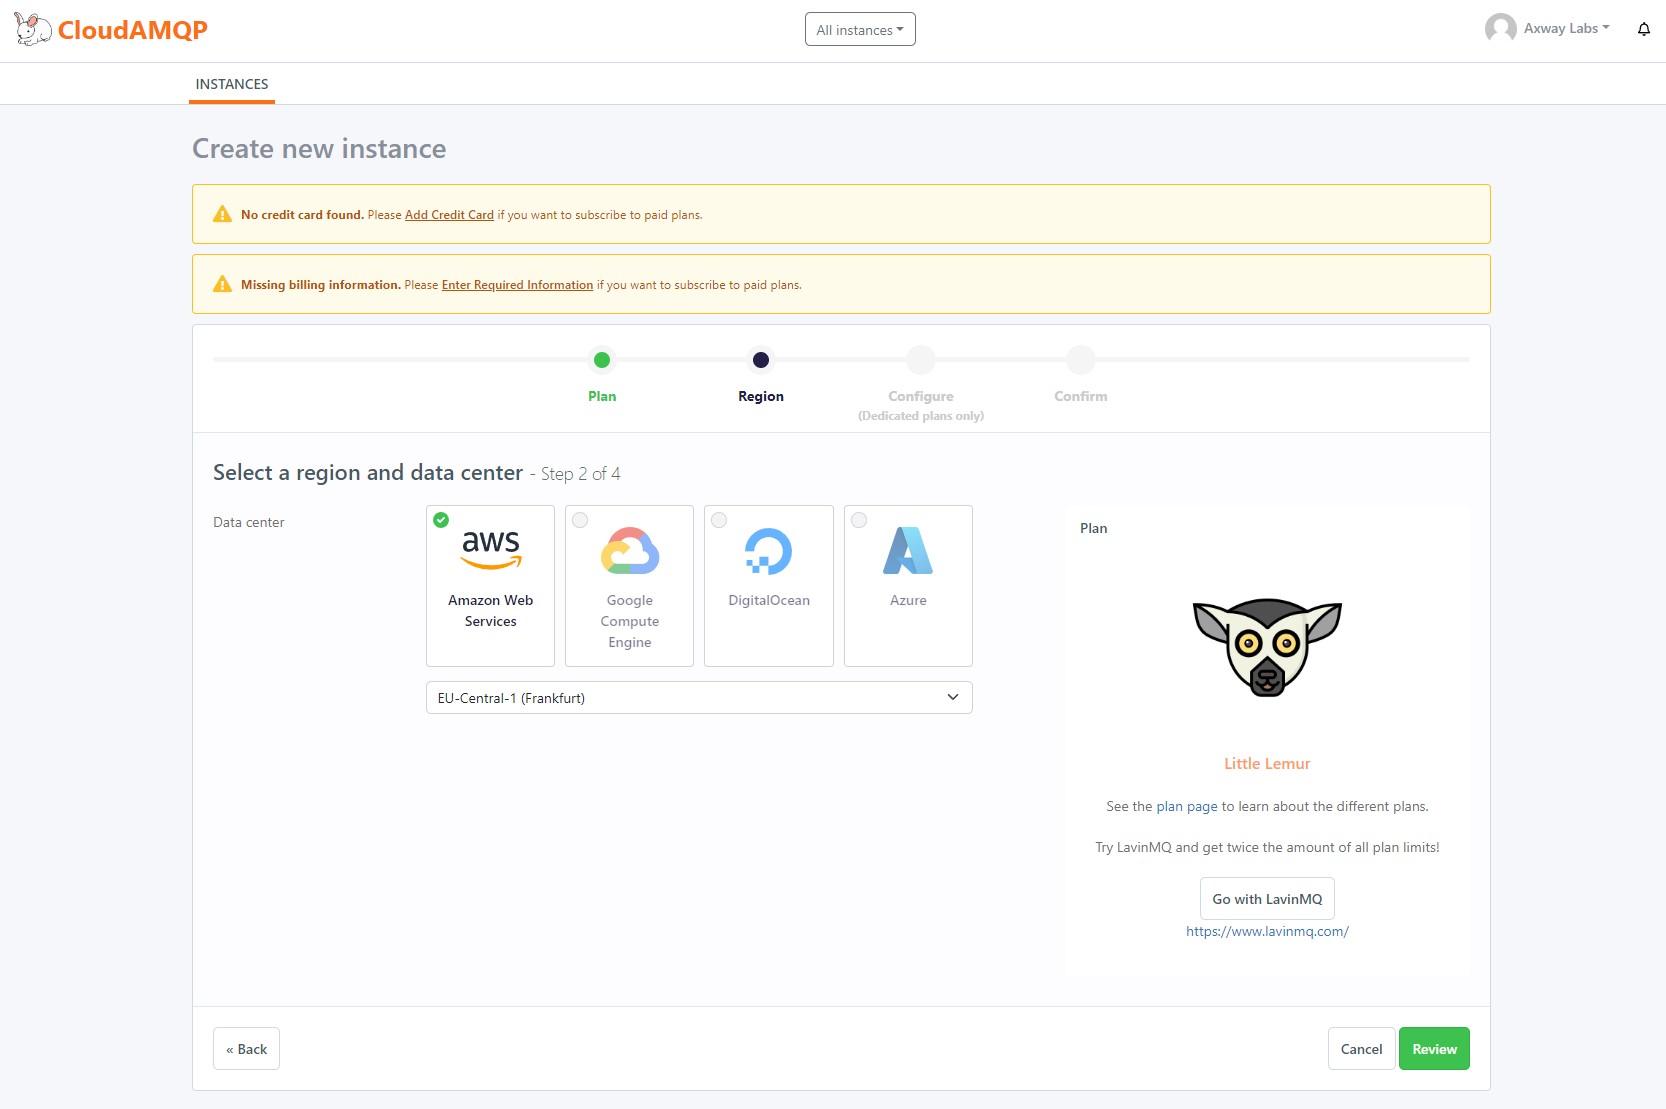 CloudAMQP
All instances
Axway Labs
INSTANCES
Create new instance
No credit card found. Please Add Credit Card if you want to subscribe to paid plans.
Missing billing information. Please Enter Required Information if you want to subscribe to paid plans.
Plan
Region
Configure
(Dedicated plans only)
Confirm
Select a region and data center - Step 2 of 4
Data center
aws
Amazon Web
Services
Google
Compute
Engine
DigitalOcean
Azure
EU-Central-1 (Frankfurt)
Plan
Little Lemur
See the plan page to learn about the different plans.
Try LavinMQ and get twice the amount of all plan limits!
Go with LavinMQ
https://www.lavinmq.com/
« Back
Cancel
Review